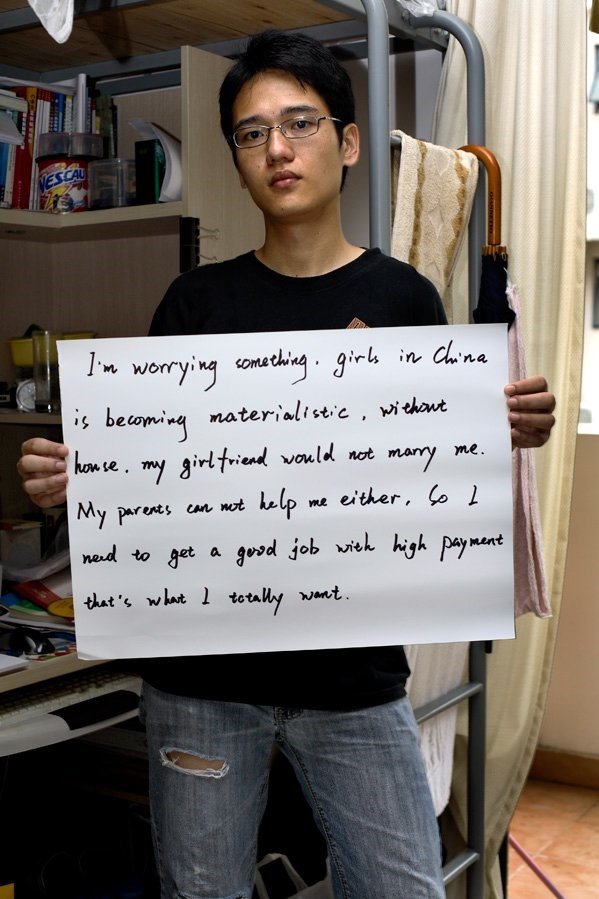 NESCAU
I'm worrying something. girls in China
is becoming materialistic, without
house, my girlfriend would not marry me.
My parents can not help me either. So I
need to get a good job with high payment
that's what I totally want.